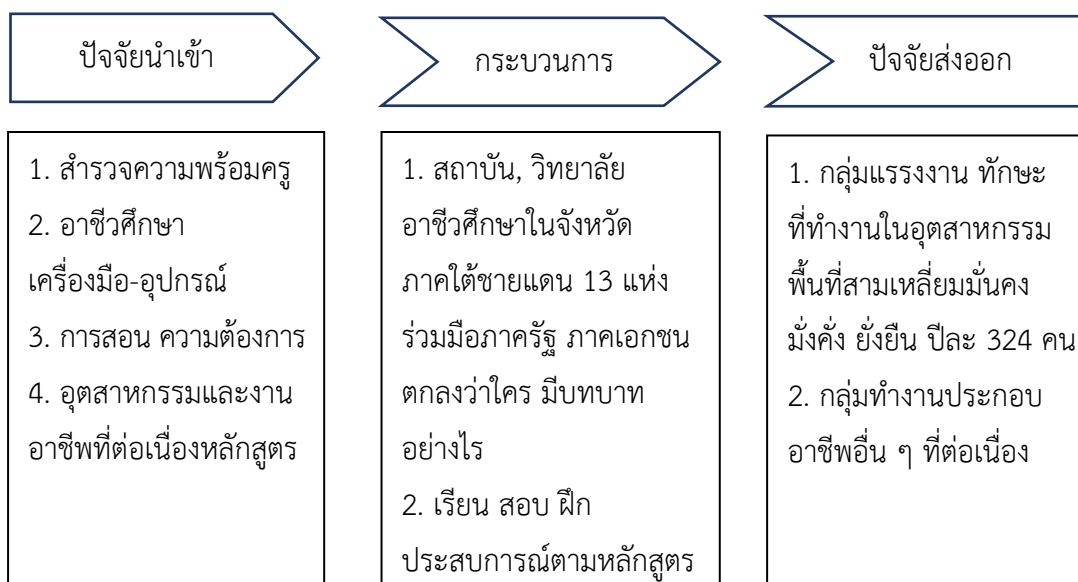 ปัจจัยนำเข้า
กระบวนการ
ปัจจัยส่งออก
1. สำรวจความพร้อมครู
2. อาชีวศึกษา
เครื่องมือ-อุปกรณ์
3. การสอน ความต้องการ
4. อุตสาหกรรมและงาน
อาชีพที่ต่อเนื่องหลักสูตร
1. สถาบัน, วิทยาลัย
อาชีวศึกษาในจังหวัด
ภาคใต้ชายแดน 13 แห่ง
ร่วมมือภาครัฐ ภาคเอกชน
ตกลงว่าใคร มีบทบาท
อย่างไร
2. เรียน สอบ ฝึก
ประสบการณ์ตามหลักสูตร
1. กลุ่มแรรงงาน ทักษะ
ที่ทำงานในอุตสาหกรรม
พื้นที่สามเหลี่ยมมั่นคง
มั่งคั่ง ยั่งยืน ปีละ 324 คน
2. กลุ่มทำงานประกอบ
อาชีพอื่น ๆ ที่ต่อเนื่อง